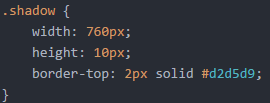 .shadow {
    width: 760px;
    height: 10px;
    border-top: 2px solid #d2d5d9;
}